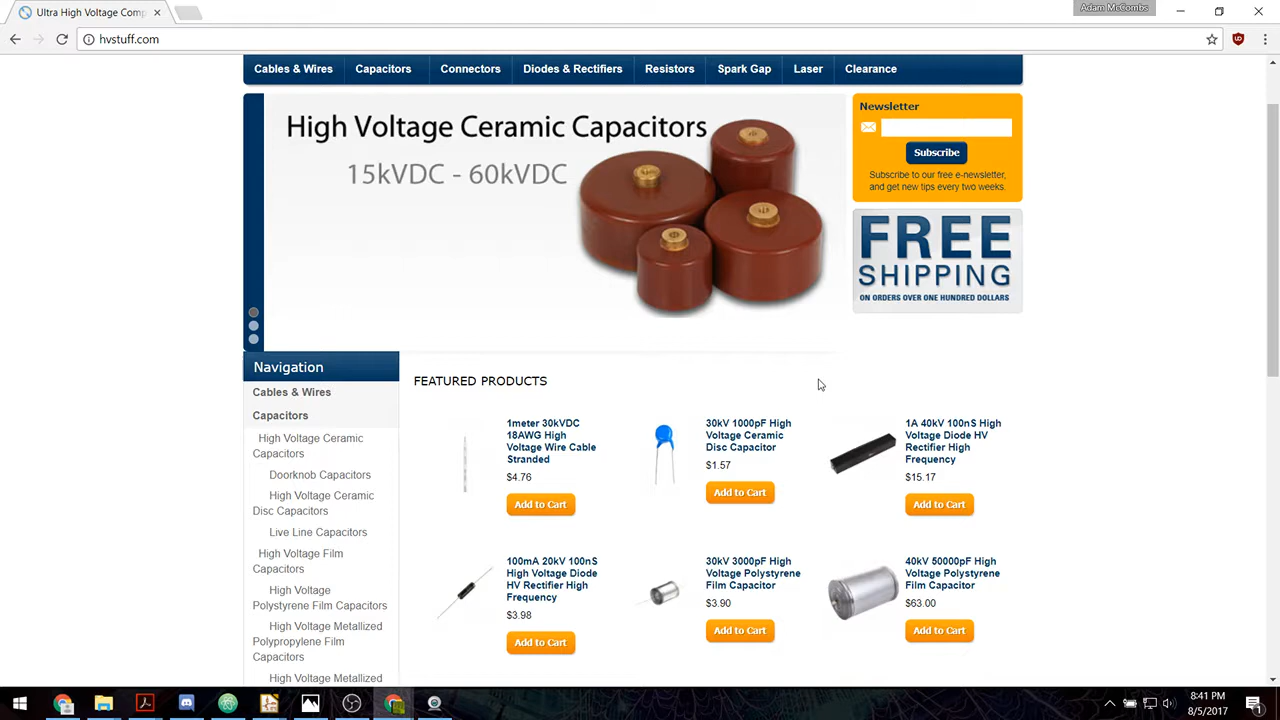 Ultra High Voltage Comp
Adam McCombs
hvstuff.com
Cables & Wires
Capacitors
Connectors
Diodes & Rectifiers
Resistors
Spark Gap
Laser
Clearance
High Voltage Ceramic Capacitors
15kVDC - 60kVDC
Newsletter
Subscribe
Subscribe to our free e-newsletter,
and get new tips every two weeks.
FREE
SHIPPING
ON ORDERS OVER ONE HUNDRED DOLLARS
Navigation
Cables & Wires
Capacitors
High Voltage Ceramic
Capacitors
Doorknob Capacitors
High Voltage Ceramic
Disc Capacitors
Live Line Capacitors
High Voltage Film
Capacitors
High Voltage
Polystyrene Film Capacitors
High Voltage Metallized
Polypropylene Film
Capacitors
High Voltage Metallized
FEATURED PRODUCTS
1meter 30kVDC
18AWG High
Voltage Wire Cable
Stranded
$4.76
Add to Cart
30kV 1000pF High
Voltage Ceramic
Disc Capacitor
$1.57
Add to Cart
1A 40kV 100nS High
Voltage Diode HV
Rectifier High
Frequency
$15.17
Add to Cart
100mA 20kV 100nS
High Voltage Diode
HV Rectifier High
Frequency
$3.98
Add to Cart
30kV 3000pF High
Voltage Polystyrene
Film Capacitor
$3.90
Add to Cart
40kV 50000pF High
Voltage Polystyrene
Film Capacitor
$63.00
Add to Cart
8:41 PM
8/5/2017